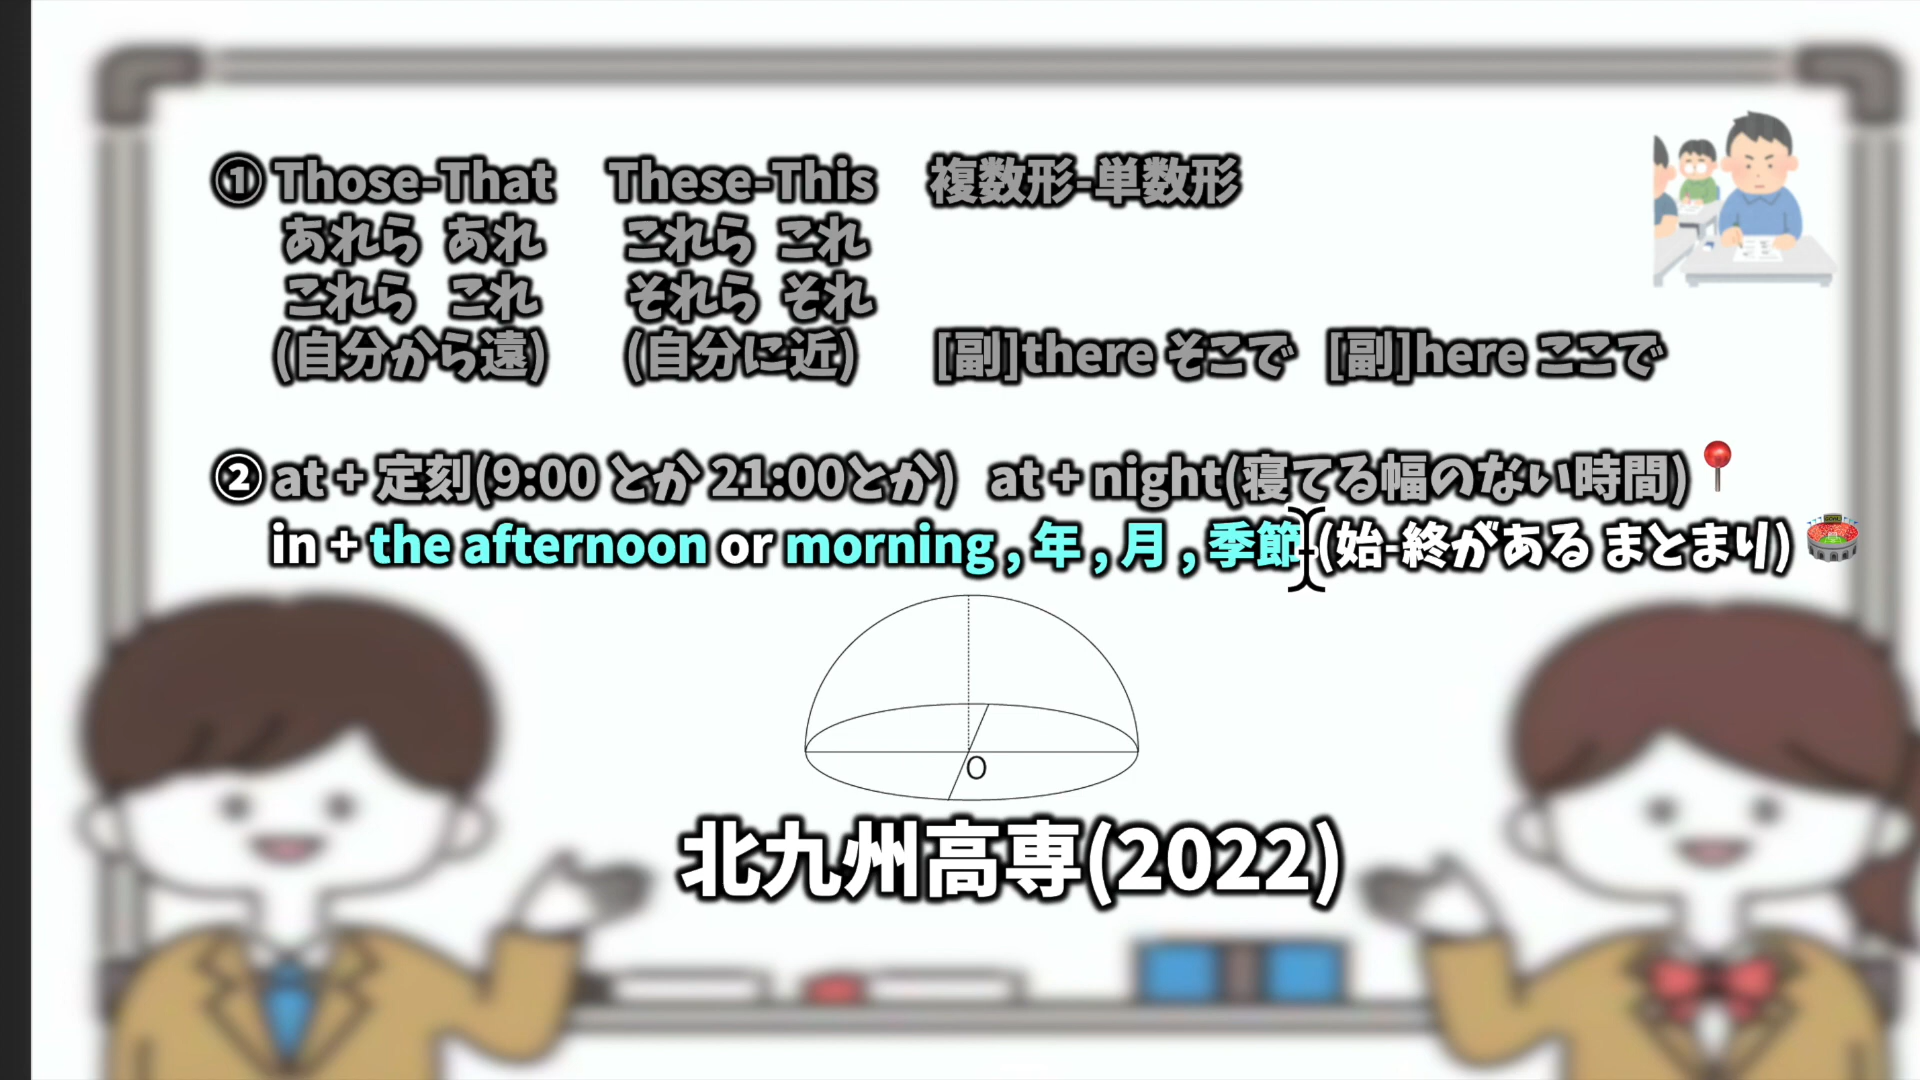 ① Those-That These-This 複数形-単数形
あれら あれ これら これ
これら これ それら それ
(自分から遠) (自分に近) [副]there そこで [副]here ここで
② at + 定刻(9:00 とか 21:00とか) at + night(寝てる幅のない時間)
in + the afternoon or morning , 年 , 月 , 季節 (始-終がある まとまり)
O
北九州高専(2022)